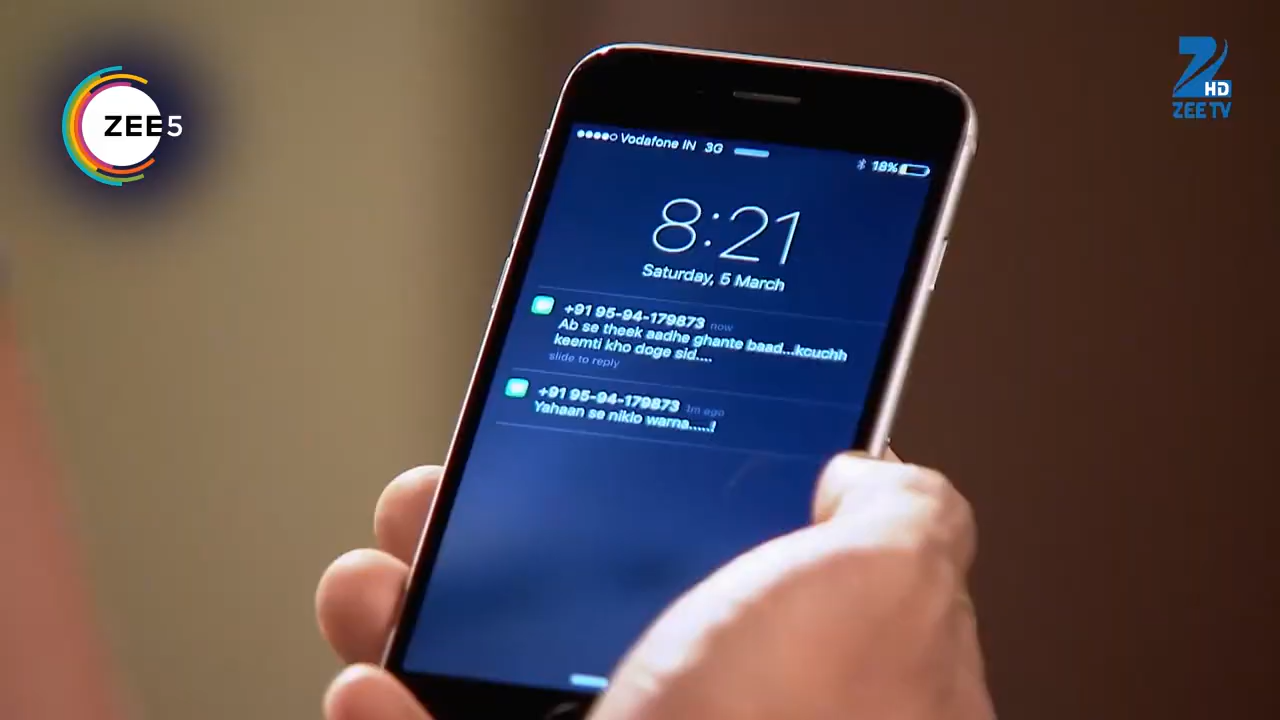 ZEE5
HD
ZEE TV
Vodafone IN 3G
18%
8:21
Saturday, 5 March
+91 95-94-179873 now
Ab se theek aadhe ghante baad...kcuchh
keemti kho doge sid....
slide to reply
+91 95-94-179873 1m ago
Yahaan se niklo warna.....!